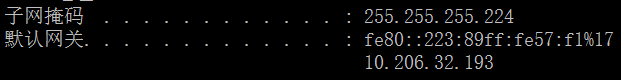 子网掩码 . . . . . . . . . . . . : 255.255.255.224
默认网关. . . . . . . . . . . . . : fe80::223:89ff:fe57:f1%17
10.206.32.193